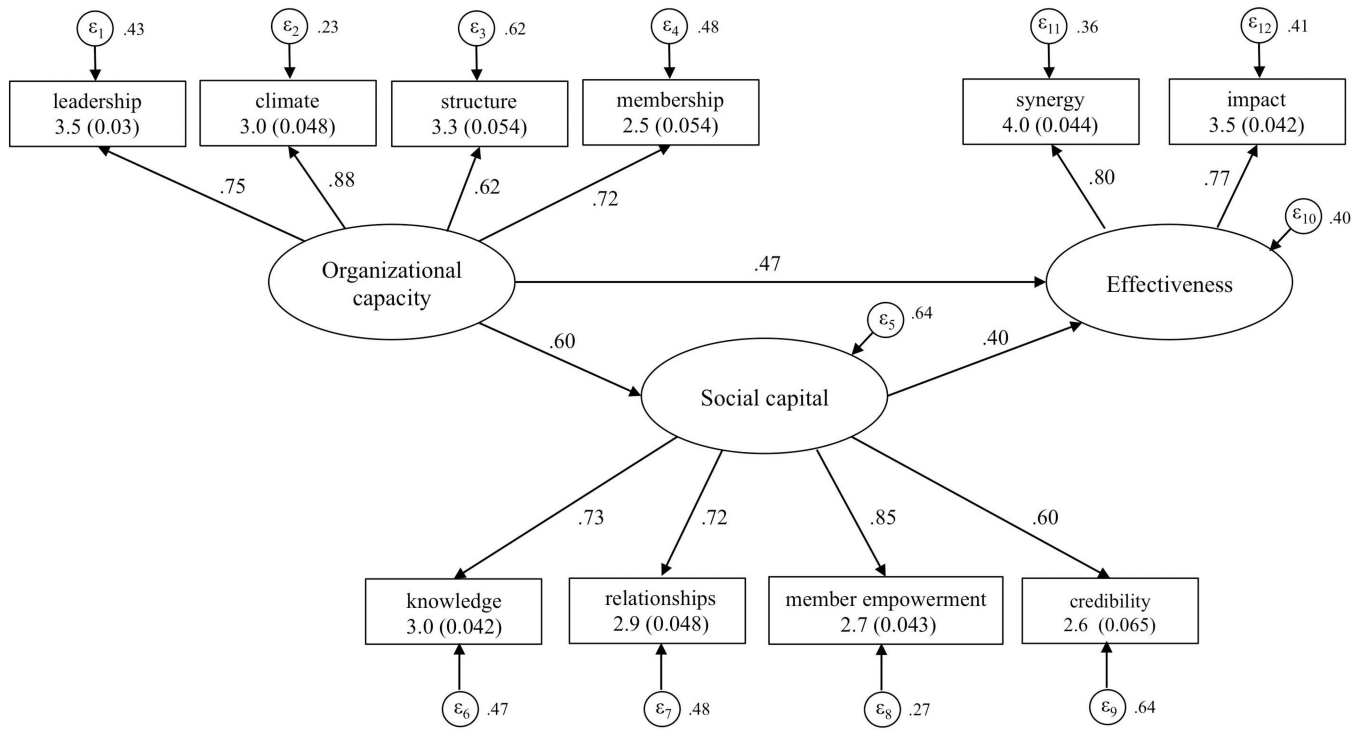 ε1 .43
ε2 .23
ε3 .62
ε4 .48
ε11 .36
ε12 .41
leadership
3.5 (0.03)
climate
3.0 (0.048)
structure
3.3 (0.054)
membership
2.5 (0.054)
synergy
4.0 (0.044)
impact
3.5 (0.042)
.75
.88
.62
.72
.80
.77
ε10 .40
Organizational
capacity
.47
Effectiveness
ε5 .64
.60
.40
Social capital
.73
.72
.85
.60
knowledge
3.0 (0.042)
relationships
2.9 (0.048)
member empowerment
2.7 (0.043)
credibility
2.6 (0.065)
ε6 .47
ε7 .48
ε8 .27
ε9 .64